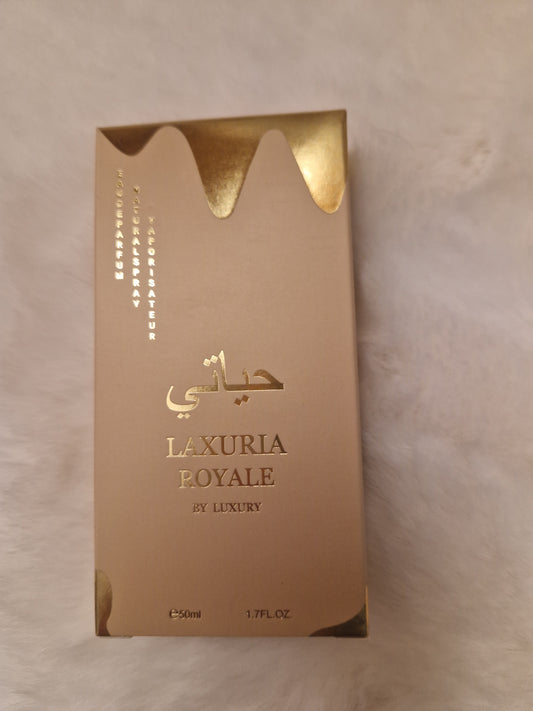 EAU DE PARFUM
NATURAL SPRAY
VAPORISATEUR
حياتي
LAXURIA
ROYALE
BY LUXURY
℮50ml 1.7FL.OZ.